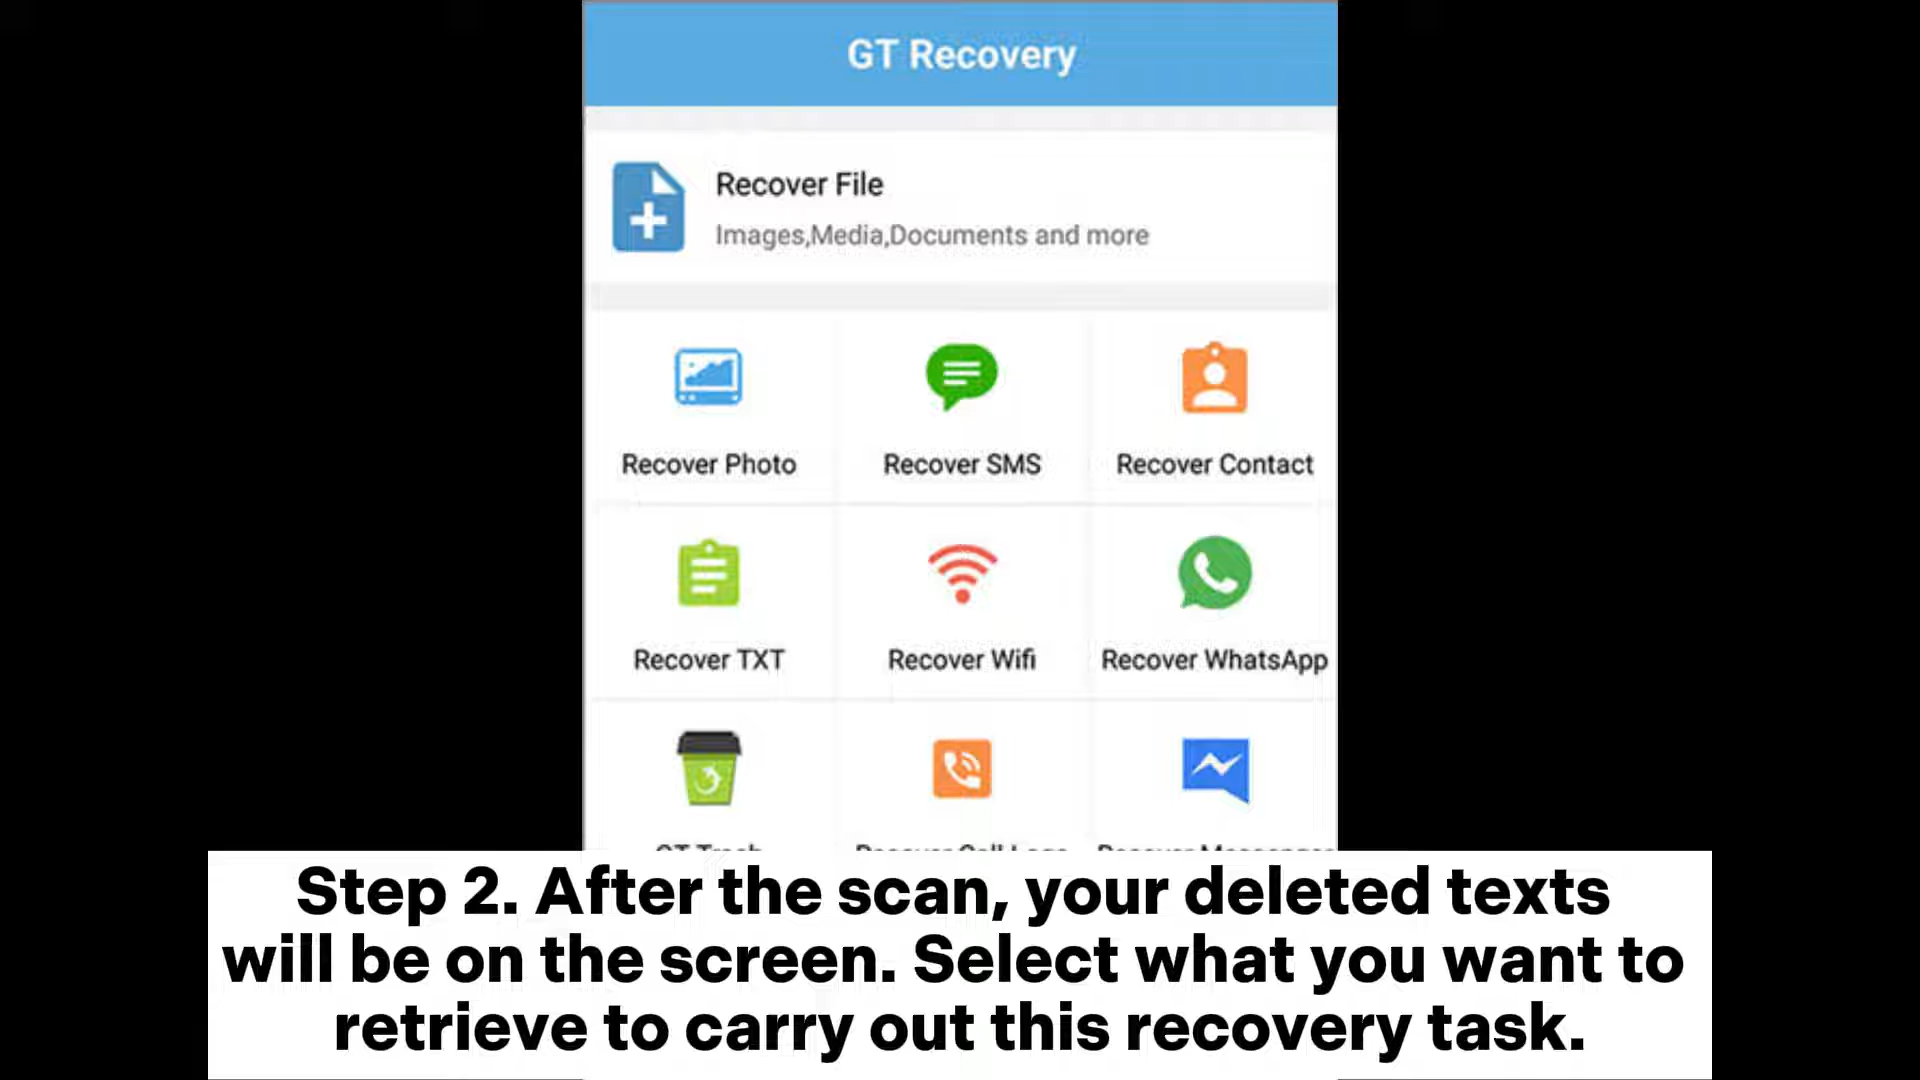 GT Recovery
Recover File
Images,Media,Documents and more
Recover Photo
Recover SMS
Recover Contact
Recover TXT
Recover Wifi
Recover WhatsApp
Step 2. After the scan, your deleted texts
will be on the screen. Select what you want to
retrieve to carry out this recovery task.